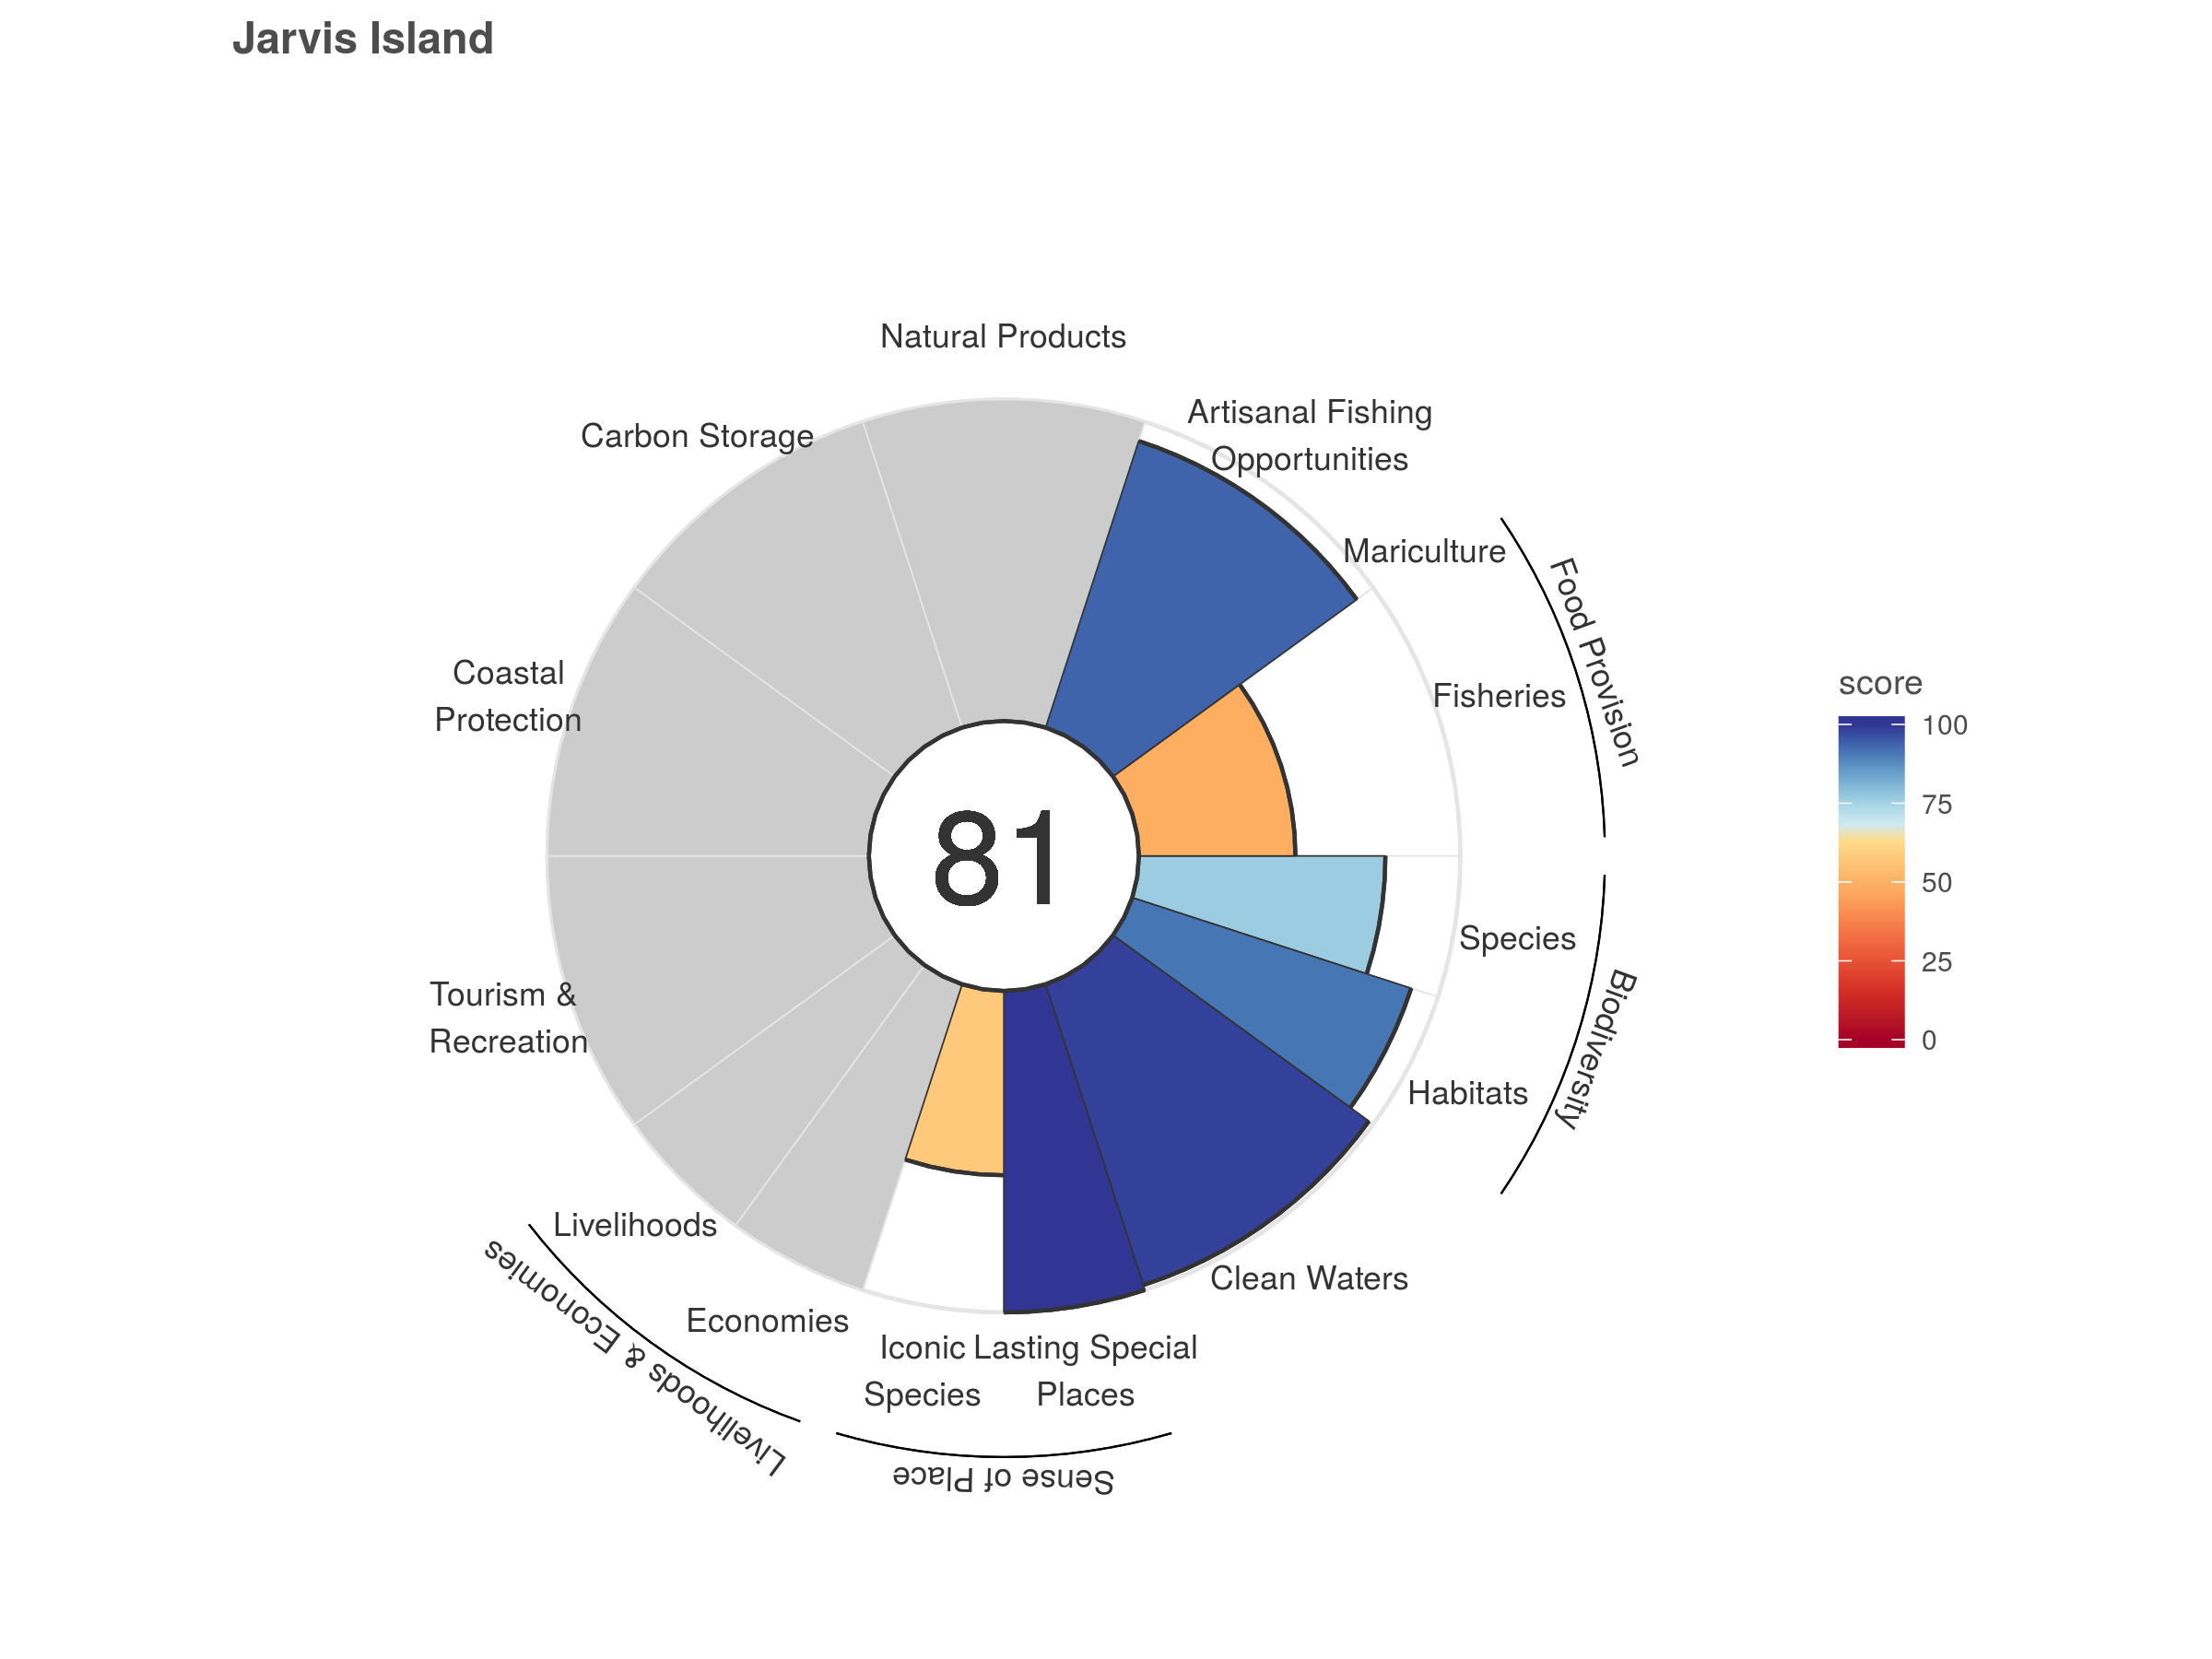 Jarvis Island
Natural Products
Artisanal Fishing
Opportunities
Carbon Storage
Mariculture
Food Provision
Fisheries
Coastal
Protection
score
100
75
50
25
0
81
Species
Biodiversity
Tourism &
Recreation
Habitats
Livelihoods
Livelihoods & Economies
Clean Waters
Economies
Iconic
Species
Lasting Special
Places
Sense of Place